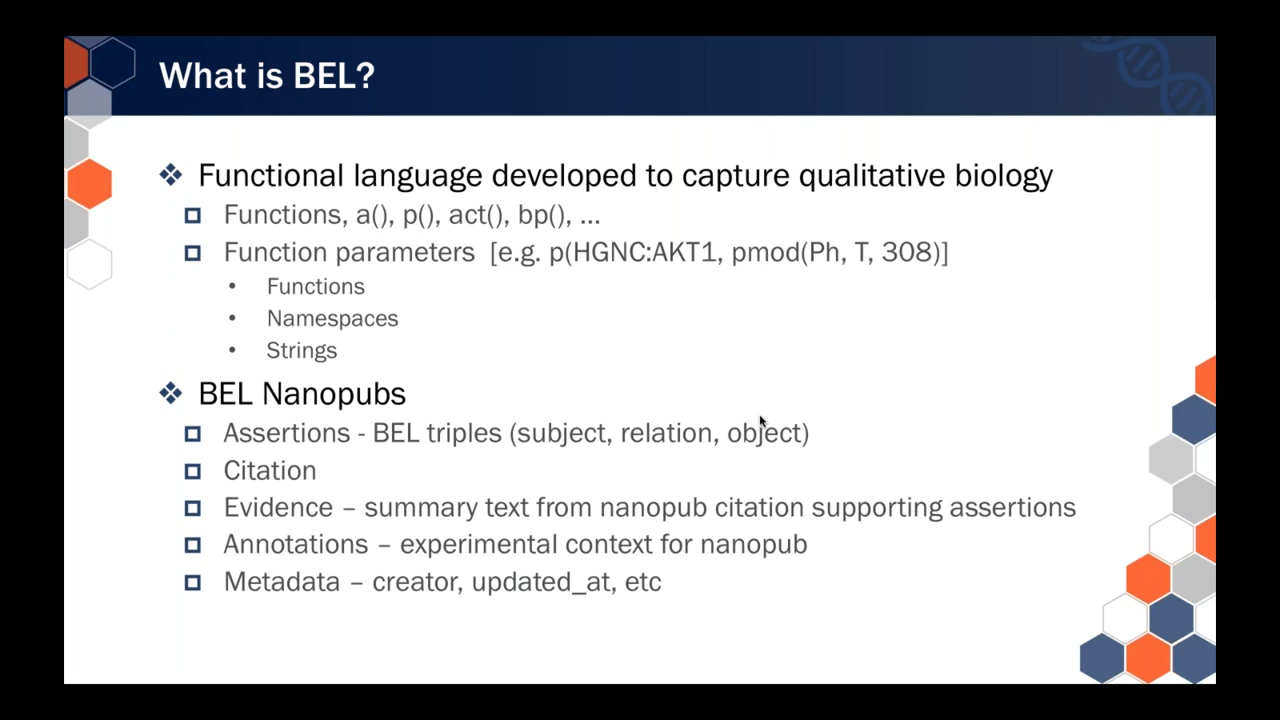 What is BEL?
Functional language developed to capture qualitative biology
Functions, a(), p(), act(), bp(), ...
Function parameters [e.g. p(HGNC:AKT1, pmod(Ph, T, 308)]
Functions
Namespaces
Strings
BEL Nanopubs
Assertions - BEL triples (subject, relation, object)
Citation
Evidence – summary text from nanopub citation supporting assertions
Annotations – experimental context for nanopub
Metadata – creator, updated_at, etc